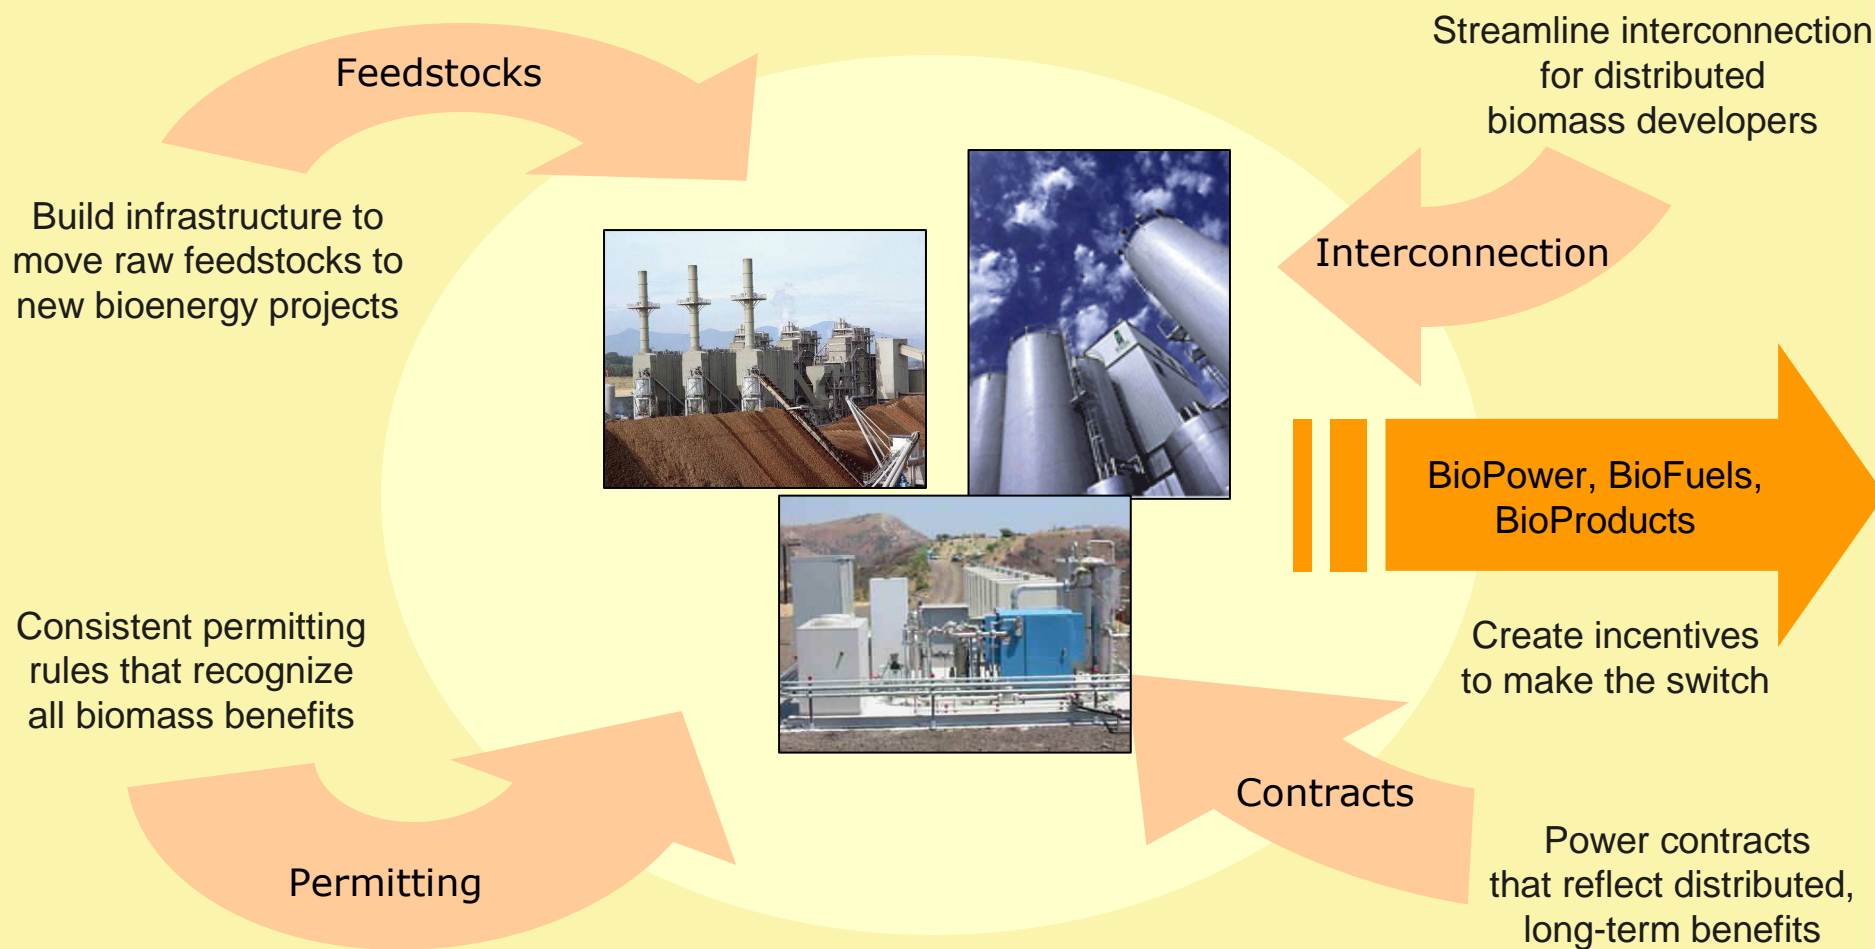 Feedstocks
Build infrastructure to
move raw feedstocks to
new bioenergy projects
Streamline interconnection
for distributed
biomass developers
Interconnection
BioPower, BioFuels,
BioProducts
Create incentives
to make the switch
Consistent permitting
rules that recognize
all biomass benefits
Permitting
Contracts
Power contracts
that reflect distributed,
long-term benefits